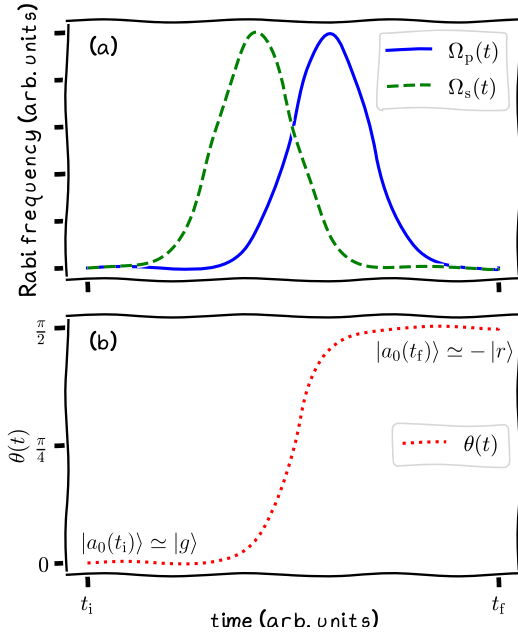 (a)
Ωp(t)
Ωs(t)
Rabi frequency (arb. units)
(b)
π/2
|a0(tf)⟩ ≃ −|r⟩
π/4
θ(t)
θ(t)
|a0(ti)⟩ ≃ |g⟩
0
ti
tf
time (arb. units)